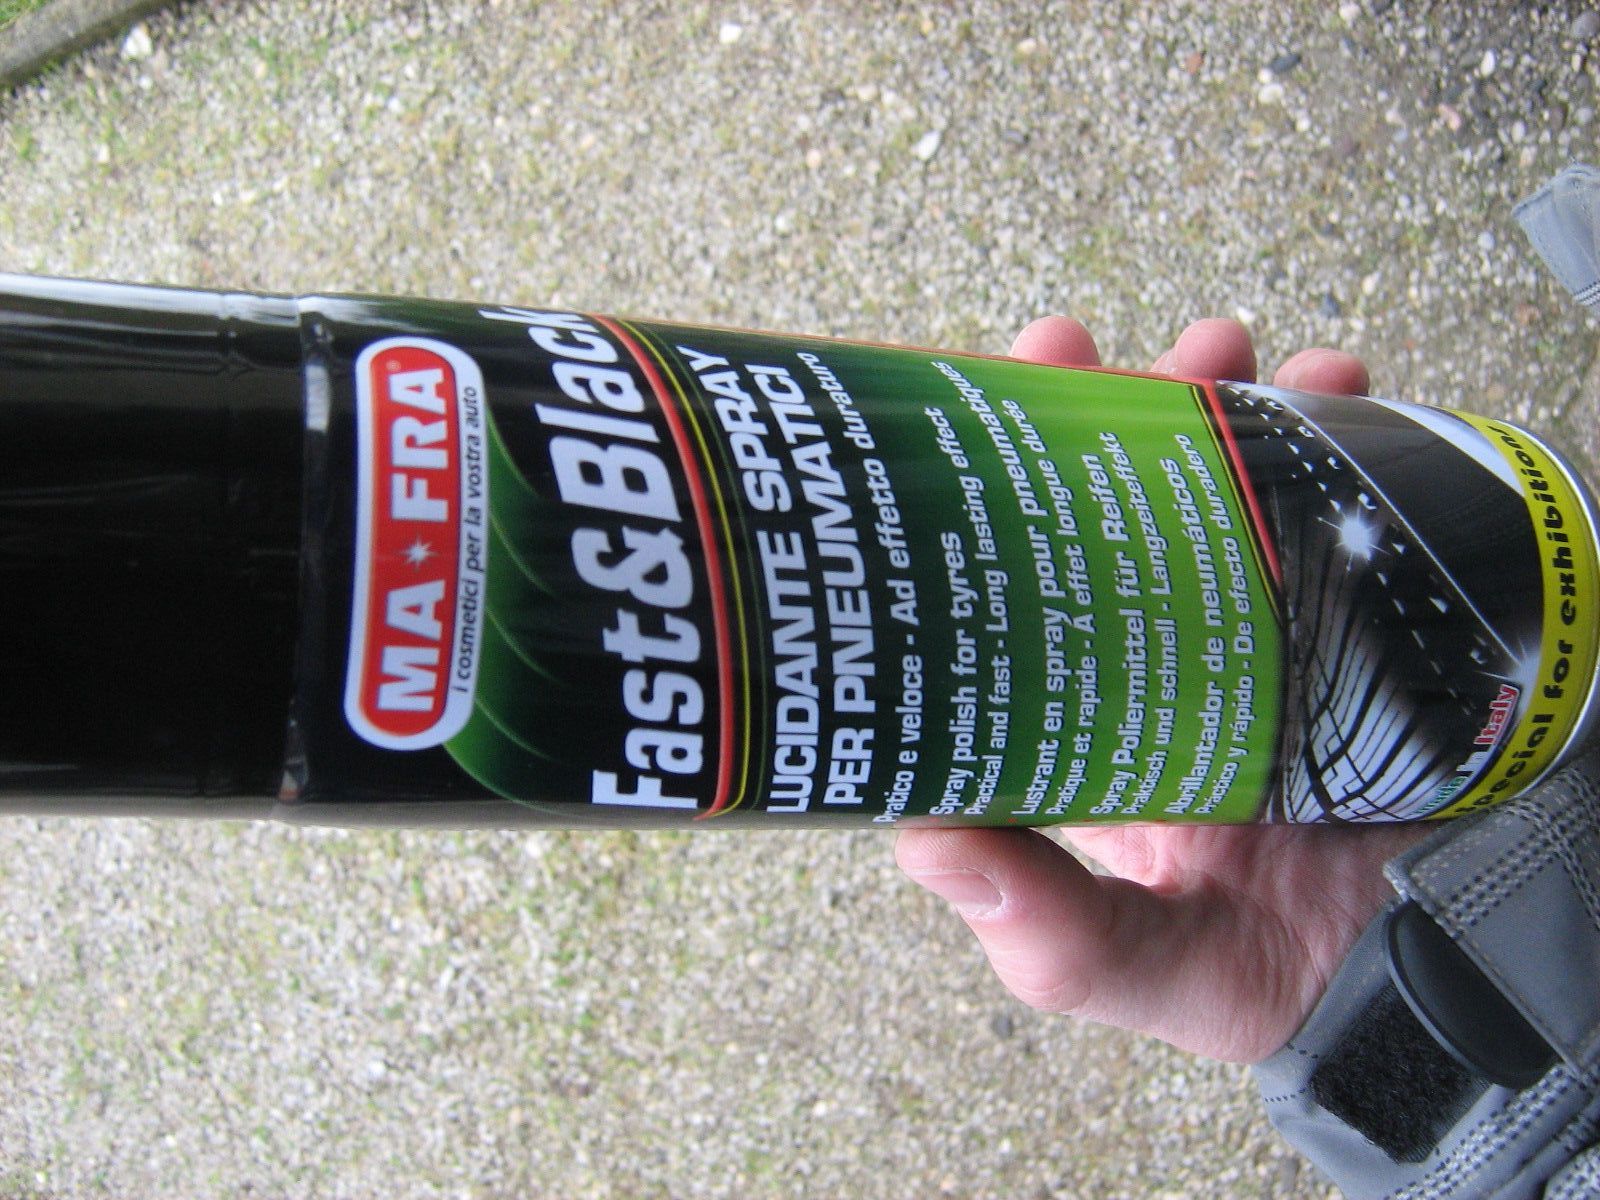 MA FRA®
i cosmetici per la vostra auto
Fast&Black
LUCIDANTE SPRAY
PER PNEUMATICI
Pratico e veloce - Ad effetto duraturo
Spray polish for tyres
Practical and fast - Long lasting effect
Lustrant en spray pour pneumatiques
Pratique et rapide - À effet longue durée
Spray Poliermittel für Reifen
Praktisch und schnell - Langzeiteffekt
Abrillantador de neumáticos
Práctico y rápido - De efecto duradero
Made in Italy
Special for exhibition!